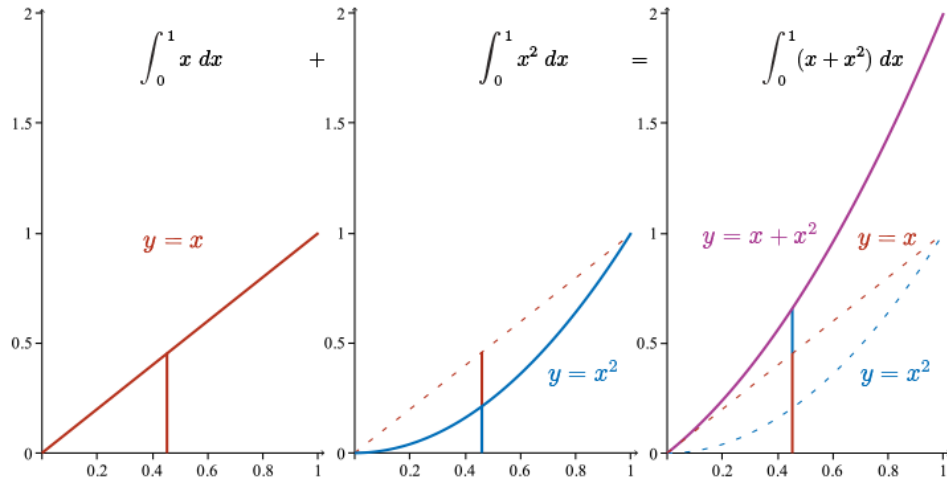 ∫₀¹ x dx + ∫₀¹ x² dx = ∫₀¹ (x + x²) dx
2 2 2
1.5 1.5 1.5
y = x + x² y = x
y = x
1 1 1
0.5 0.5 0.5
y = x² y = x²
0 0 0
0.2 0.4 0.6 0.8 1 0.2 0.4 0.6 0.8 1 0.2 0.4 0.6 0.8 1